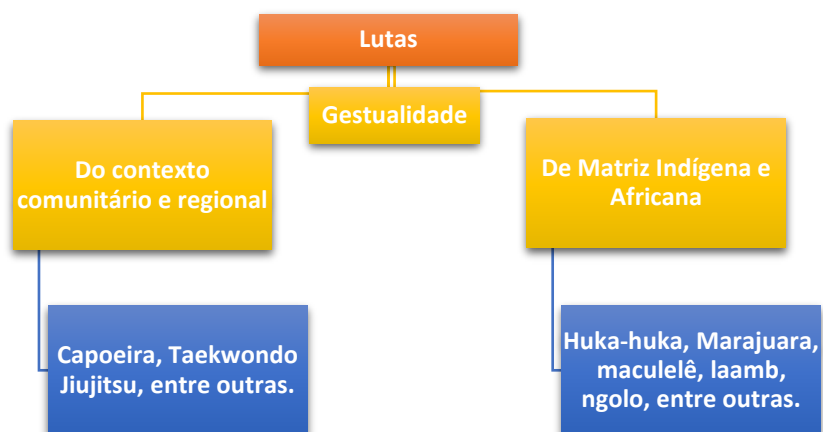 Lutas
Gestualidade
Do contexto
comunitário e regional
De Matriz Indígena e
Africana
Capoeira, Taekwondo
Jiujitsu, entre outras.
Huka-huka, Marajuara,
maculelê, laamb,
ngolo, entre outras.